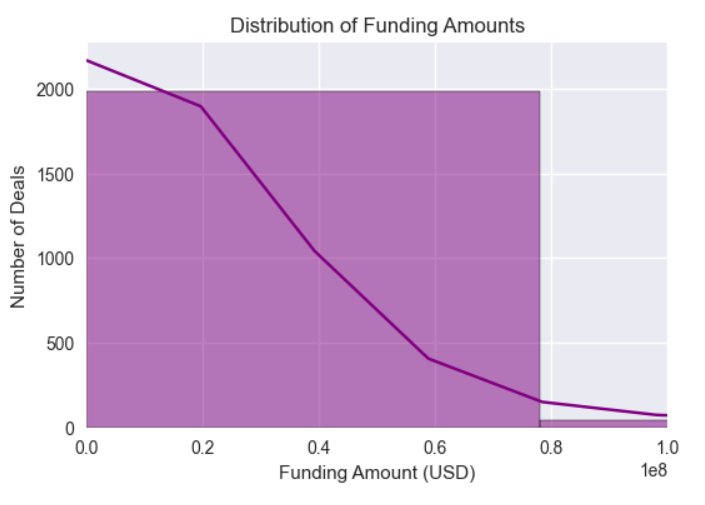 Distribution of Funding Amounts
Number of Deals
2000
1500
1000
500
0
0.0 0.2 0.4 0.6 0.8 1.0
1e8
Funding Amount (USD)